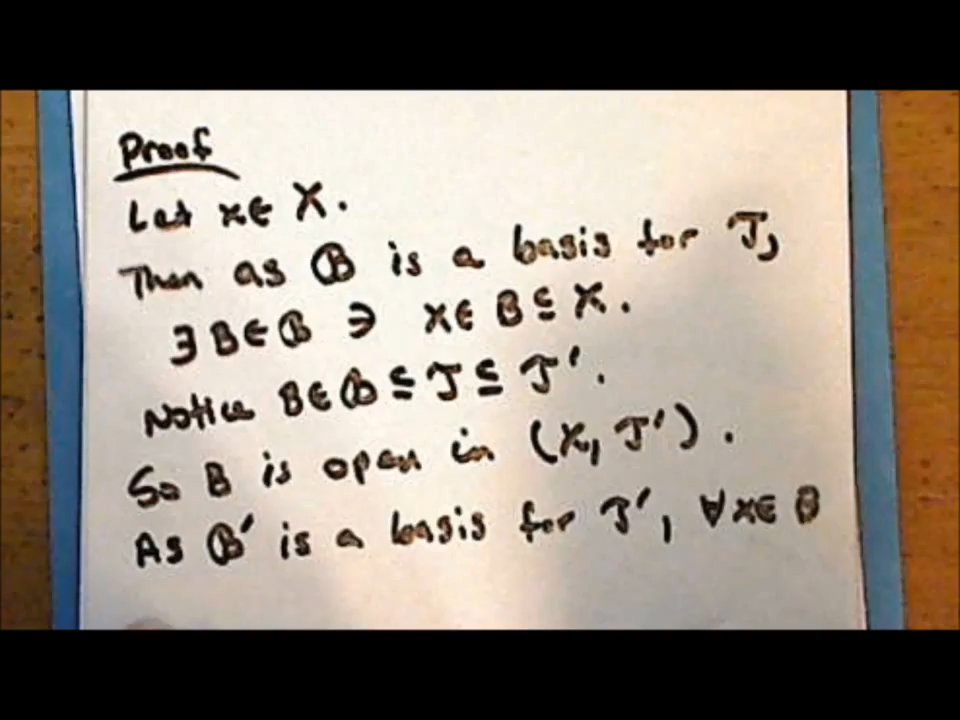 Proof
Let x ∈ X.
Then as 𝔹 is a basis for 𝒯,
∃ B ∈ 𝔹 ∋ x ∈ B ⊆ X.
Notice B ∈ 𝔹 ⊆ 𝒯 ⊆ 𝒯'.
So B is open in (X, 𝒯').
As 𝔹' is a basis for 𝒯', ∀ x ∈ B